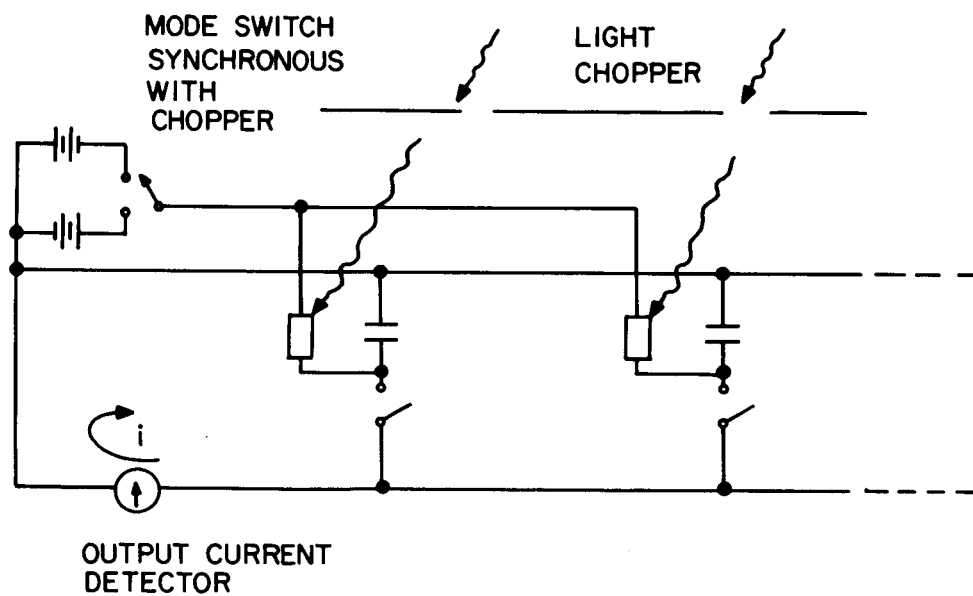 MODE SWITCH
SYNCHRONOUS
WITH
CHOPPER
LIGHT
CHOPPER
i
OUTPUT CURRENT
DETECTOR